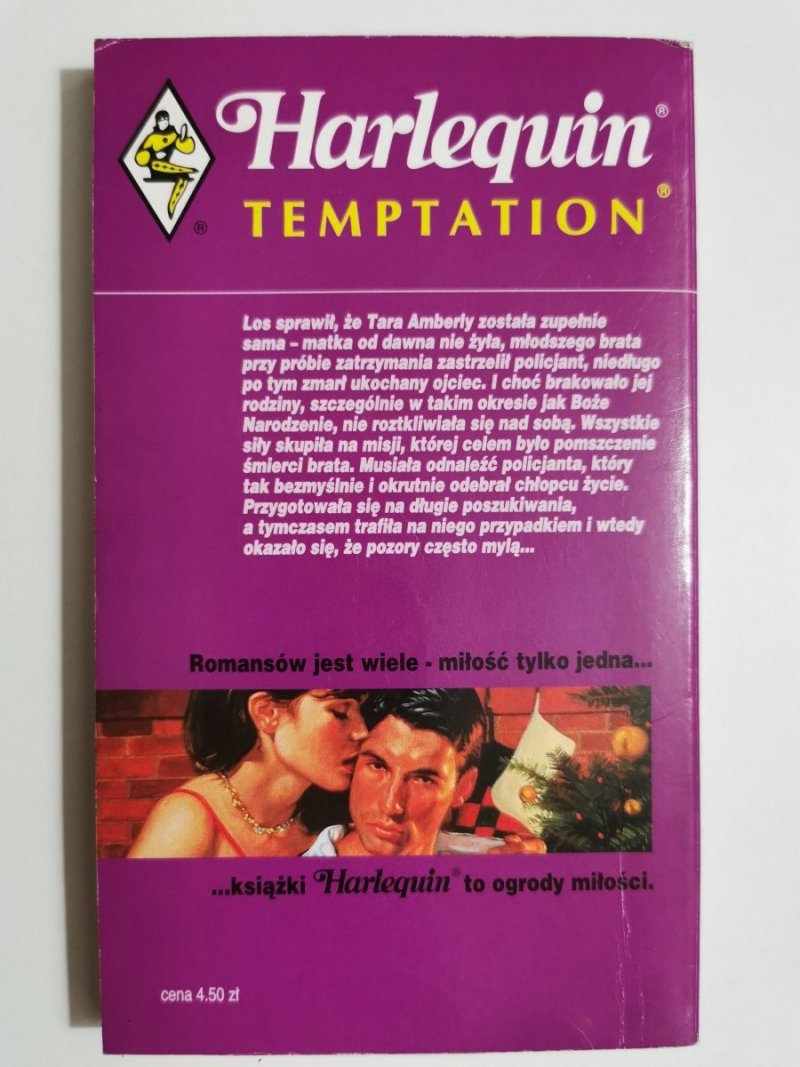 Harlequin®
TEMPTATION®
®
Los sprawił, że Tara Amberly została zupełnie
sama – matka od dawna nie żyła, młodszego brata
przy próbie zatrzymania zastrzelił policjant, niedługo
po tym zmarł ukochany ojciec. I choć brakowało jej
rodziny, szczególnie w takim okresie jak Boże
Narodzenie, nie roztkliwiała się nad sobą. Wszystkie
siły skupiła na misji, której celem było pomszczenie
śmierci brata. Musiała odnaleźć policjanta, który
tak bezmyślnie i okrutnie odebrał chłopcu życie.
Przygotowała się na długie poszukiwania,
a tymczasem trafiła na niego przypadkiem i wtedy
okazało się, że pozory często mylą...
Romansów jest wiele - miłość tylko jedna...
...książki Harlequin® to ogrody miłości.
cena 4.50 zł